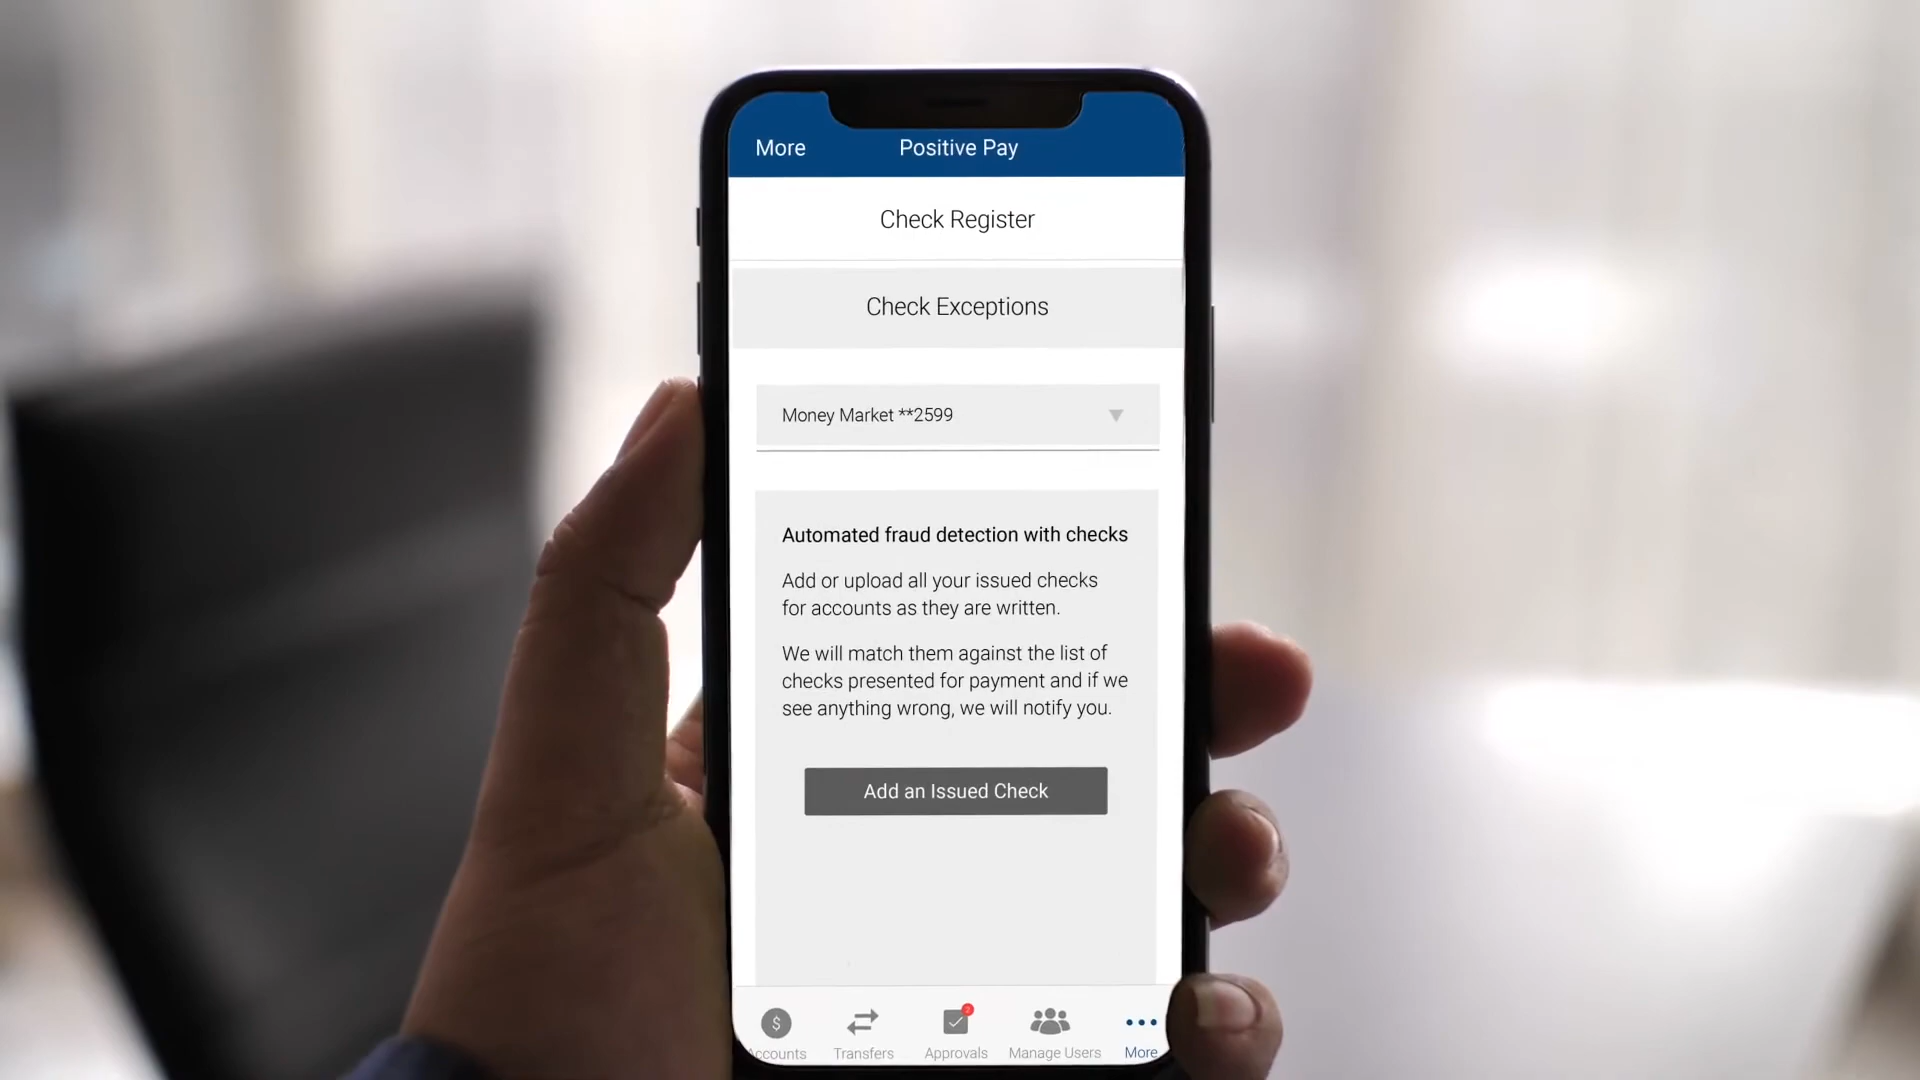 More Positive Pay
Check Register
Check Exceptions
Money Market **2599
Automated fraud detection with checks
Add or upload all your issued checks
for accounts as they are written.
We will match them against the list of
checks presented for payment and if we
see anything wrong, we will notify you.
Add an Issued Check
$
2
Accounts Transfers Approvals Manage Users More